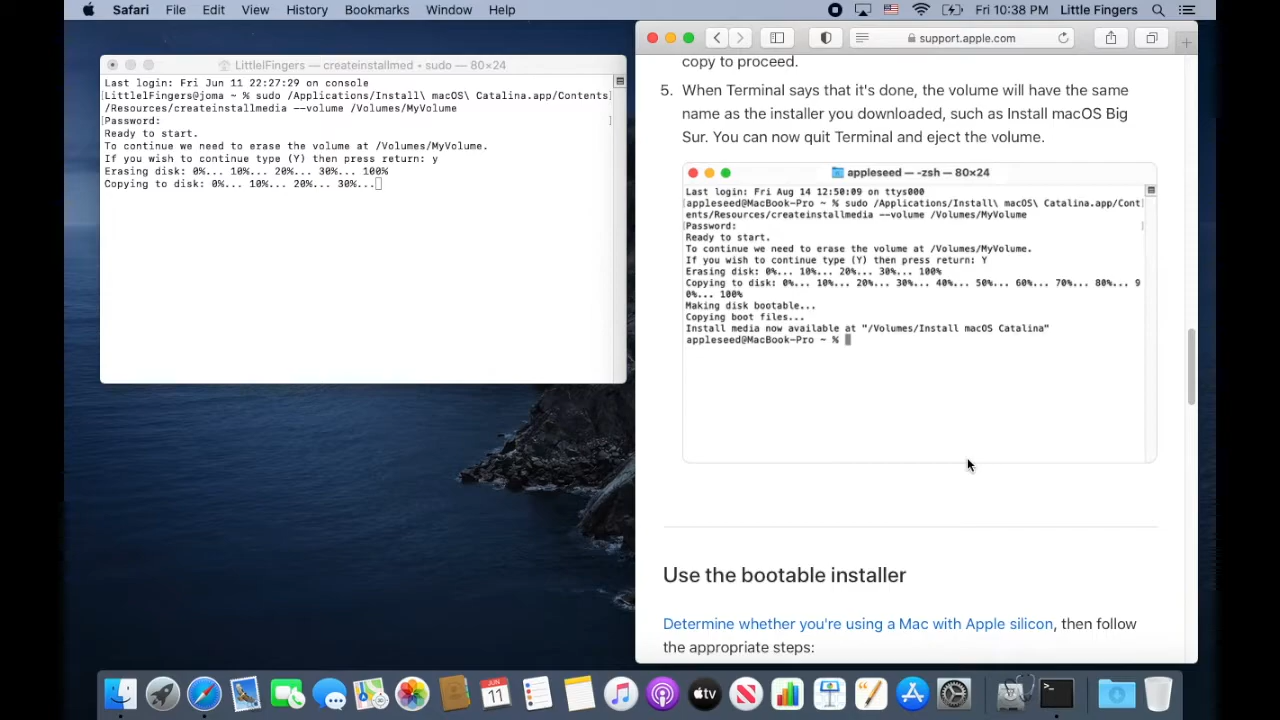 Safari File Edit View History Bookmarks Window Help Fri 10:38 PM Little Fingers
LittelFingers — createinstallmed • sudo — 80×24
Last login: Fri Jun 11 22:27:29 on console
[LittlelFingers@joma ~ % sudo /Applications/Install\ macOS\ Catalina.app/Contents]
/Resources/createinstallmedia --volume /Volumes/MyVolume
[Password: ]
Ready to start.
To continue we need to erase the volume at /Volumes/MyVolume.
If you wish to continue type (Y) then press return: y
Erasing disk: 0%... 10%... 20%... 30%... 100%
Copying to disk: 0%... 10%... 20%... 30%...
support.apple.com
copy to proceed.
5. When Terminal says that it's done, the volume will have the same
name as the installer you downloaded, such as Install macOS Big
Sur. You can now quit Terminal and eject the volume.
appleseed — -zsh — 80×24
Last login: Fri Aug 14 12:50:09 on ttys000
[appleseed@MacBook-Pro ~ % sudo /Applications/Install\ macOS\ Catalina.app/Cont]
ents/Resources/createinstallmedia --volume /Volumes/MyVolume
[Password: ]
Ready to start.
To continue we need to erase the volume at /Volumes/MyVolume.
If you wish to continue type (Y) then press return: Y
Erasing disk: 0%... 10%... 20%... 30%... 100%
Copying to disk: 0%... 10%... 20%... 30%... 40%... 50%... 60%... 70%... 80%... 9
0%... 100%
Making disk bootable...
Copying boot files...
Install media now available at "/Volumes/Install macOS Catalina"
appleseed@MacBook-Pro ~ %
Use the bootable installer
Determine whether you're using a Mac with Apple silicon, then follow
the appropriate steps:
JUN
11
tv